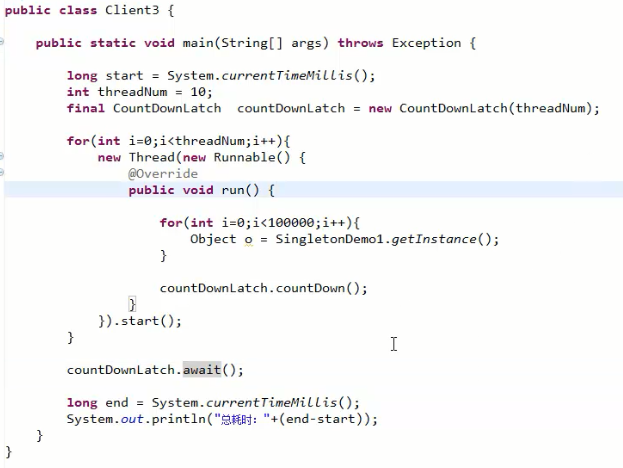 public class Client3 {
public static void main(String[] args) throws Exception {
long start = System.currentTimeMillis();
int threadNum = 10;
final CountDownLatch  countDownLatch = new CountDownLatch(threadNum);
for(int i=0;i<threadNum;i++){
new Thread(new Runnable() {
@Override
public void run() {
for(int i=0;i<100000;i++){
Object o = SingletonDemo1.getInstance();
}
countDownLatch.countDown();
}
}).start();
}
countDownLatch.await();
long end = System.currentTimeMillis();
System.out.println("总耗时："+(end-start));
}
}